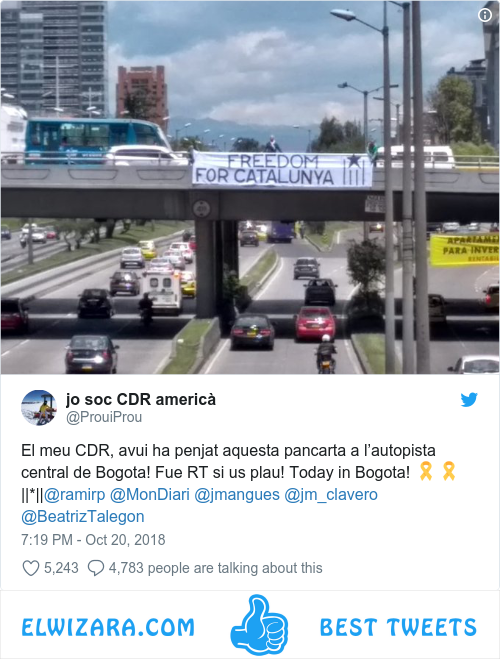 FREEDOM
FOR CATALUNYA
APARTAMEN
PARA INVER
jo soc CDR americà
@ProuiProu
El meu CDR, avui ha penjat aquesta pancarta a l’autopista
central de Bogota! Fue RT si us plau! Today in Bogota! 🎗🎗
||*||@ramirp @MonDiari @jmangues @jm_clavero
@BeatrizTalegon
7:19 PM - Oct 20, 2018
5,243 4,783 people are talking about this
ELWIZARA.COM BEST TWEETS